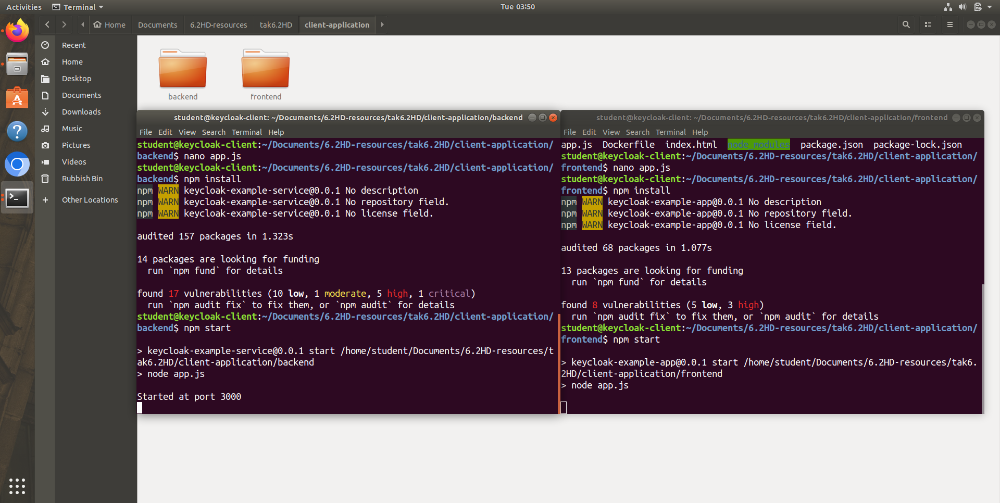 Activities
Terminal
Tue 03:50
Home
Documents
6.2HD-resources
tak6.2HD
client-application
Recent
Home
Desktop
Documents
Downloads
Music
Pictures
Videos
Rubbish Bin
Other Locations
backend
frontend
student@keycloak-client: ~/Documents/6.2HD-resources/tak6.2HD/client-application/backend
File Edit View Search Terminal Help
student@keycloak-client:~/Documents/6.2HD-resources/tak6.2HD/client-application/
backend$ nano app.js
student@keycloak-client:~/Documents/6.2HD-resources/tak6.2HD/client-application/
backend$ npm install
npm WARN keycloak-example-service@0.0.1 No description
npm WARN keycloak-example-service@0.0.1 No repository field.
npm WARN keycloak-example-service@0.0.1 No license field.
audited 157 packages in 1.323s
14 packages are looking for funding
run `npm fund` for details
found 17 vulnerabilities (10 low, 1 moderate, 5 high, 1 critical)
run `npm audit fix` to fix them, or `npm audit` for details
student@keycloak-client:~/Documents/6.2HD-resources/tak6.2HD/client-application/
backend$ npm start
> keycloak-example-service@0.0.1 start /home/student/Documents/6.2HD-resources/t
ak6.2HD/client-application/backend
> node app.js
Started at port 3000
student@keycloak-client: ~/Documents/6.2HD-resources/tak6.2HD/client-application/frontend
File Edit View Search Terminal Help
app.js Dockerfile index.html node_modules package.json package-lock.json
student@keycloak-client:~/Documents/6.2HD-resources/tak6.2HD/client-application/
frontend$ nano app.js
student@keycloak-client:~/Documents/6.2HD-resources/tak6.2HD/client-application/
frontend$ npm install
npm WARN keycloak-example-app@0.0.1 No description
npm WARN keycloak-example-app@0.0.1 No repository field.
npm WARN keycloak-example-app@0.0.1 No license field.
audited 68 packages in 1.077s
13 packages are looking for funding
run `npm fund` for details
found 8 vulnerabilities (5 low, 3 high)
run `npm audit fix` to fix them, or `npm audit` for details
student@keycloak-client:~/Documents/6.2HD-resources/tak6.2HD/client-application/
frontend$ npm start
> keycloak-example-app@0.0.1 start /home/student/Documents/6.2HD-resources/tak6.
2HD/client-application/frontend
> node app.js